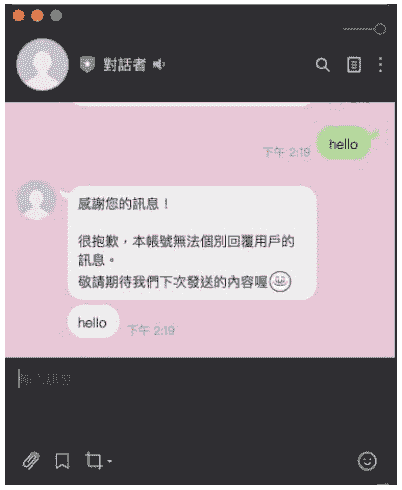 對話者
下午 2:19
hello
感謝您的訊息！
很抱歉，本帳號無法個別回覆用戶的
訊息。
敬請期待我們下次發送的內容喔
hello
下午 2:19